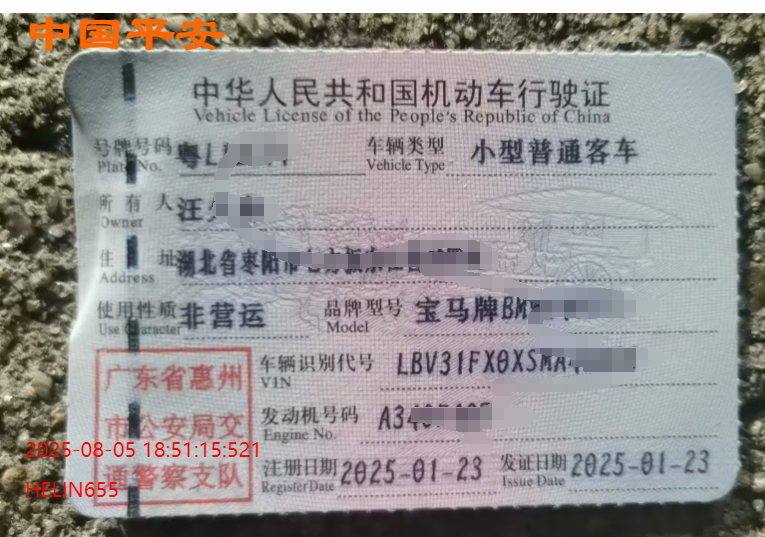 中国平安
中华人民共和国机动车行驶证
Vehicle License of the People's Republic of China
号牌号码 粤L 车辆类型 小型普通客车
Plate No. Vehicle Type
所有人 汪
Owner
住址 湖北省枣阳市
Address
使用性质 非营运 品牌型号 宝马牌BM
Use Character Model
广东省惠州 车辆识别代号 LBV31FX0XSMA
VIN
市公安局交 发动机号码 A34
Engine No.
2025-08-05 18:51:15:521
通警察支队 注册日期 2025-01-23 发证日期 2025-01-23
Register Date Issue Date
HELIN655